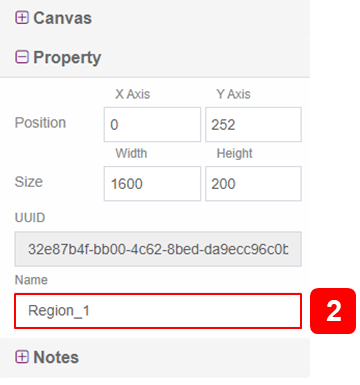 Canvas
Property
X Axis Y Axis
Position 0 252
Width Height
Size 1600 200
UUID
32e87b4f-bb00-4c62-8bed-da9ecc96c0b
Name
Region_1 2
Notes